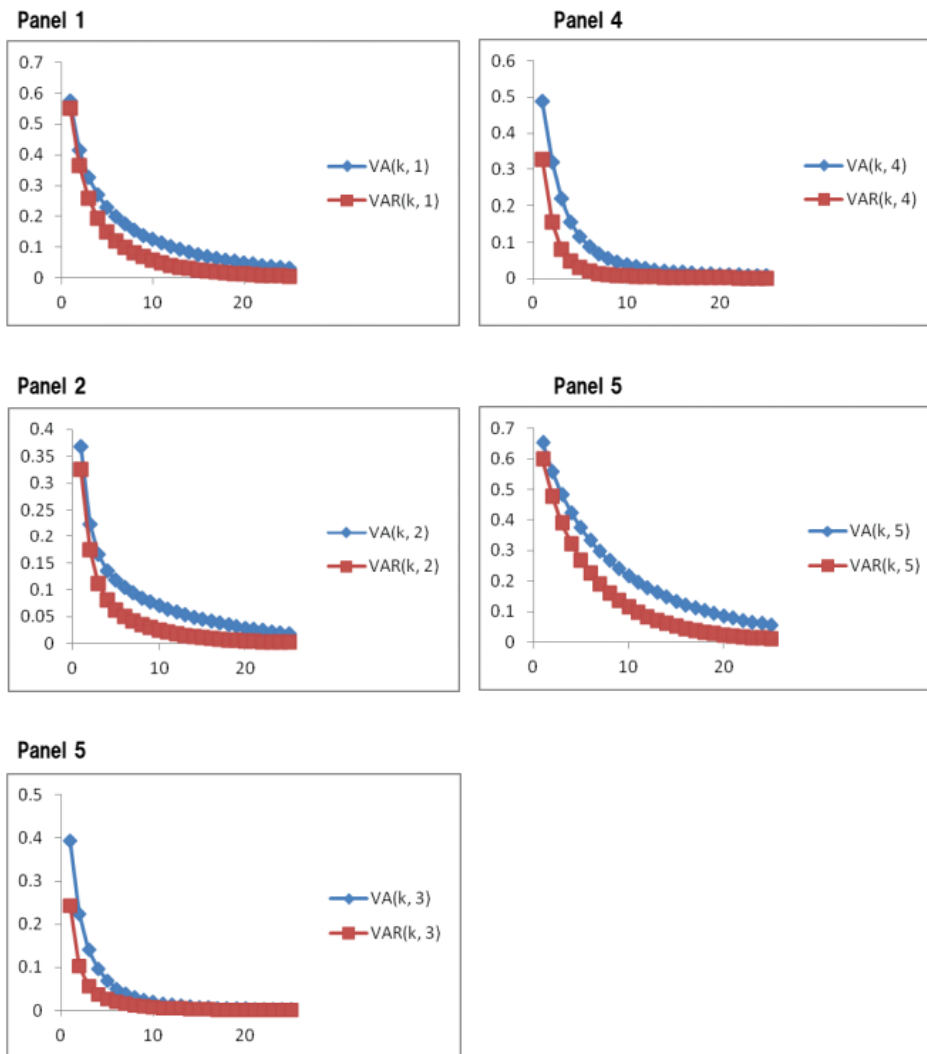 Panel 1
0.7
0.6
0.5
0.4
0.3
0.2
0.1
0
0 10 20
VA(k, 1)
VAR(k, 1)
Panel 4
0.6
0.5
0.4
0.3
0.2
0.1
0
0 10 20
VA(k, 4)
VAR(k, 4)
Panel 2
0.4
0.35
0.3
0.25
0.2
0.15
0.1
0.05
0
0 10 20
VA(k, 2)
VAR(k, 2)
Panel 5
0.7
0.6
0.5
0.4
0.3
0.2
0.1
0
0 10 20
VA(k, 5)
VAR(k, 5)
Panel 5
0.5
0.4
0.3
0.2
0.1
0
0 10 20
VA(k, 3)
VAR(k, 3)